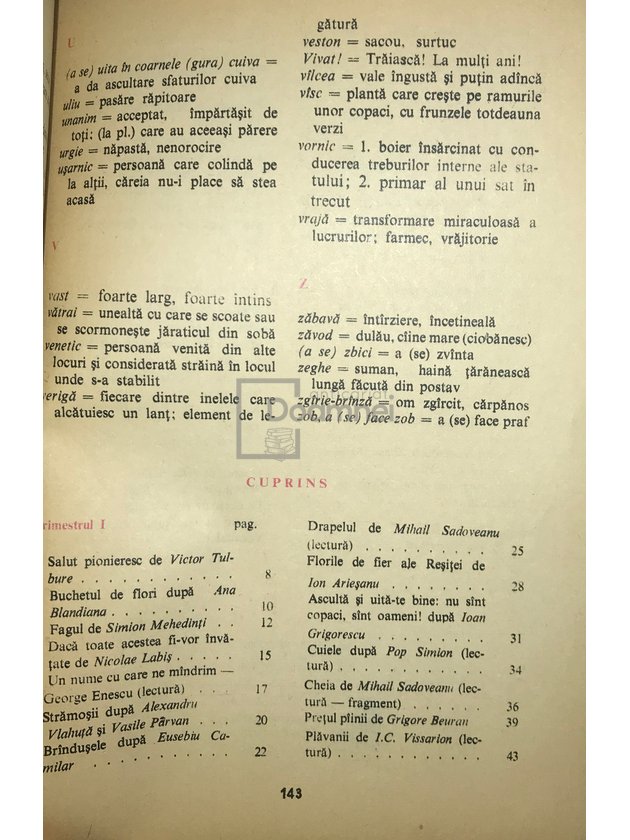 U
(a se) uita în coarnele (gura) cuiva =
a da ascultare sfaturilor cuiva
uliu = pasăre răpitoare
unanim = acceptat, împărtășit de
toți; (la pl.) care au aceeași părere
urgie = năpastă, nenorocire
ușarnic = persoană care colindă pe
la alții, căreia nu-i place să stea
acasă
V
vast = foarte larg, foarte întins
vătrai = unealtă cu care se scoate sau
se scormonește jăraticul din sobă
venetic = persoană venită din alte
locuri și considerată străină în locul
unde s-a stabilit
verigă = fiecare dintre inelele care
alcătuiesc un lanț; element de le-
gătură
veston = sacou, surtuc
Vivat! = Trăiască! La mulți ani!
vîlcea = vale îngustă și puțin adîncă
vîsc = plantă care crește pe ramurile
unor copaci, cu frunzele totdeauna
verzi
vornic = 1. boier însărcinat cu con-
ducerea treburilor interne ale sta-
tului; 2. primar al unui sat în
trecut
vrajă = transformare miraculoasă a
lucrurilor; farmec, vrăjitorie
Z
zăbavă = întîrziere, încetineală
zăvod = dulău, cîine mare (ciobănesc)
(a se) zbici = a (se) zvînta
zeghe = suman, haină țărănească
lungă făcută din postav
zgîrie-brînză = om zgîrcit, cărpănos
zob, a (se) face zob = a (se) face praf
CUPRINS
rimestrul I pag.
Salut pionieresc de Victor Tul-
bure . . . . . . . . . . . 8
Buchetul de flori după Ana
Blandiana . . . . . . . . . 10
Fagul de Simion Mehedinți . . 12
Dacă toate acestea fi-vor învă-
țate de Nicolae Labiș . . . . . 15
Un nume cu care ne mîndrim —
George Enescu (lectură) . . . . 17
Strămoșii după Alexandru
Vlahuță și Vasile Pârvan . . . 20
Brîndușele după Eusebiu Ca-
milar . . . . . . . . . . . 22
Drapelul de Mihail Sadoveanu
(lectură) . . . . . . . . . . 25
Florile de fier ale Reșiței de
Ion Arieșanu . . . . . . . . 28
Ascultă și uită-te bine: nu sînt
copaci, sînt oameni! după Ioan
Grigorescu . . . . . . . . . 31
Cuiele după Pop Simion (lec-
tură) . . . . . . . . . . . . 34
Cheia de Mihail Sadoveanu (lec-
tură — fragment) . . . . . . 36
Prețul pîinii de Grigore Beuran 39
Plăvanii de I.C. Vissarion (lec-
tură) . . . . . . . . . . . . 43
143